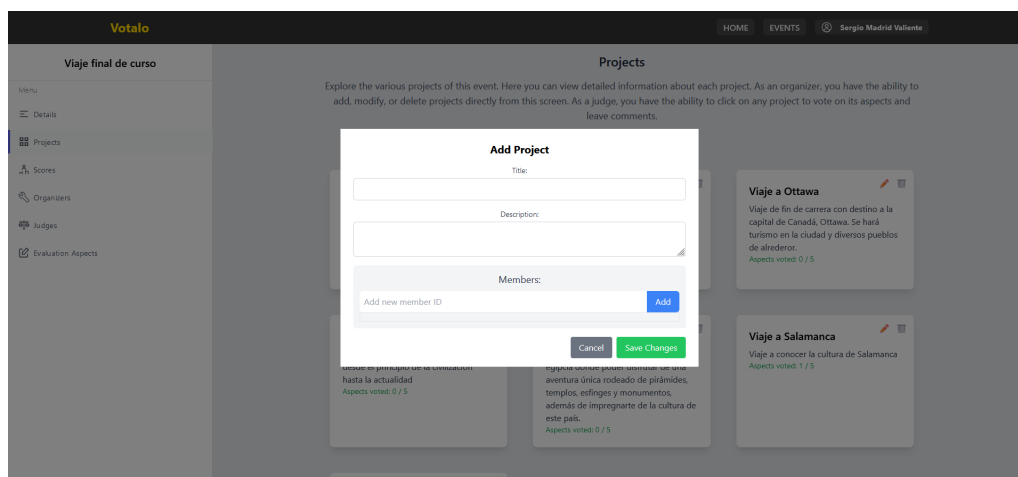 Votalo
HOME
EVENTS
Sergio Madrid Valiente
Viaje final de curso
Menu
Details
Projects
Scores
Organizers
Judges
Evaluation Aspects
Projects
Explore the various projects of this event. Here you can view detailed information about each project. As an organizer, you have the ability to
add, modify, or delete projects directly from this screen. As a judge, you have the ability to click on any project to vote on its aspects and
leave comments.
Add Project
Title:
Description:
Members:
Add new member ID
Add
Cancel
Save Changes
Viaje a Ottawa
Viaje de fin de carrera con destino a la
capital de Canadá, Ottawa. Se hará
turismo en la ciudad y diversos pueblos
de alrederor.
Aspects voted: 0 / 5
desde el principio de la civilización
hasta la actualidad
Aspects voted: 0 / 5
egipcia donde poder disfrutar de una
aventura única rodeado de pirámides,
templos, esfinges y monumentos,
además de impregnarte de la cultura de
este país.
Aspects voted: 0 / 5
Viaje a Salamanca
Viaje a conocer la cultura de Salamanca
Aspects voted: 1 / 5